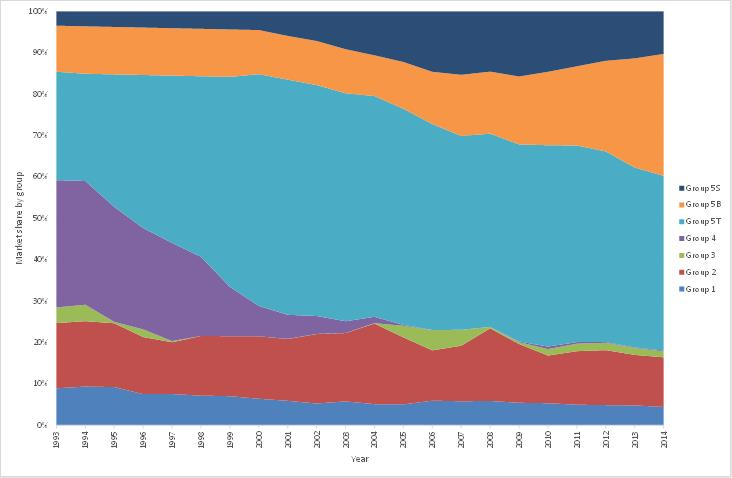 100%
90%
80%
70%
60%
50%
40%
30%
20%
10%
0%
Market share by group
1993 1994 1995 1996 1997 1998 1999 2000 2001 2002 2003 2004 2005 2006 2007 2008 2009 2010 2011 2012 2013 2014
Year
Group 5S
Group 5B
Group 5T
Group 4
Group 3
Group 2
Group 1